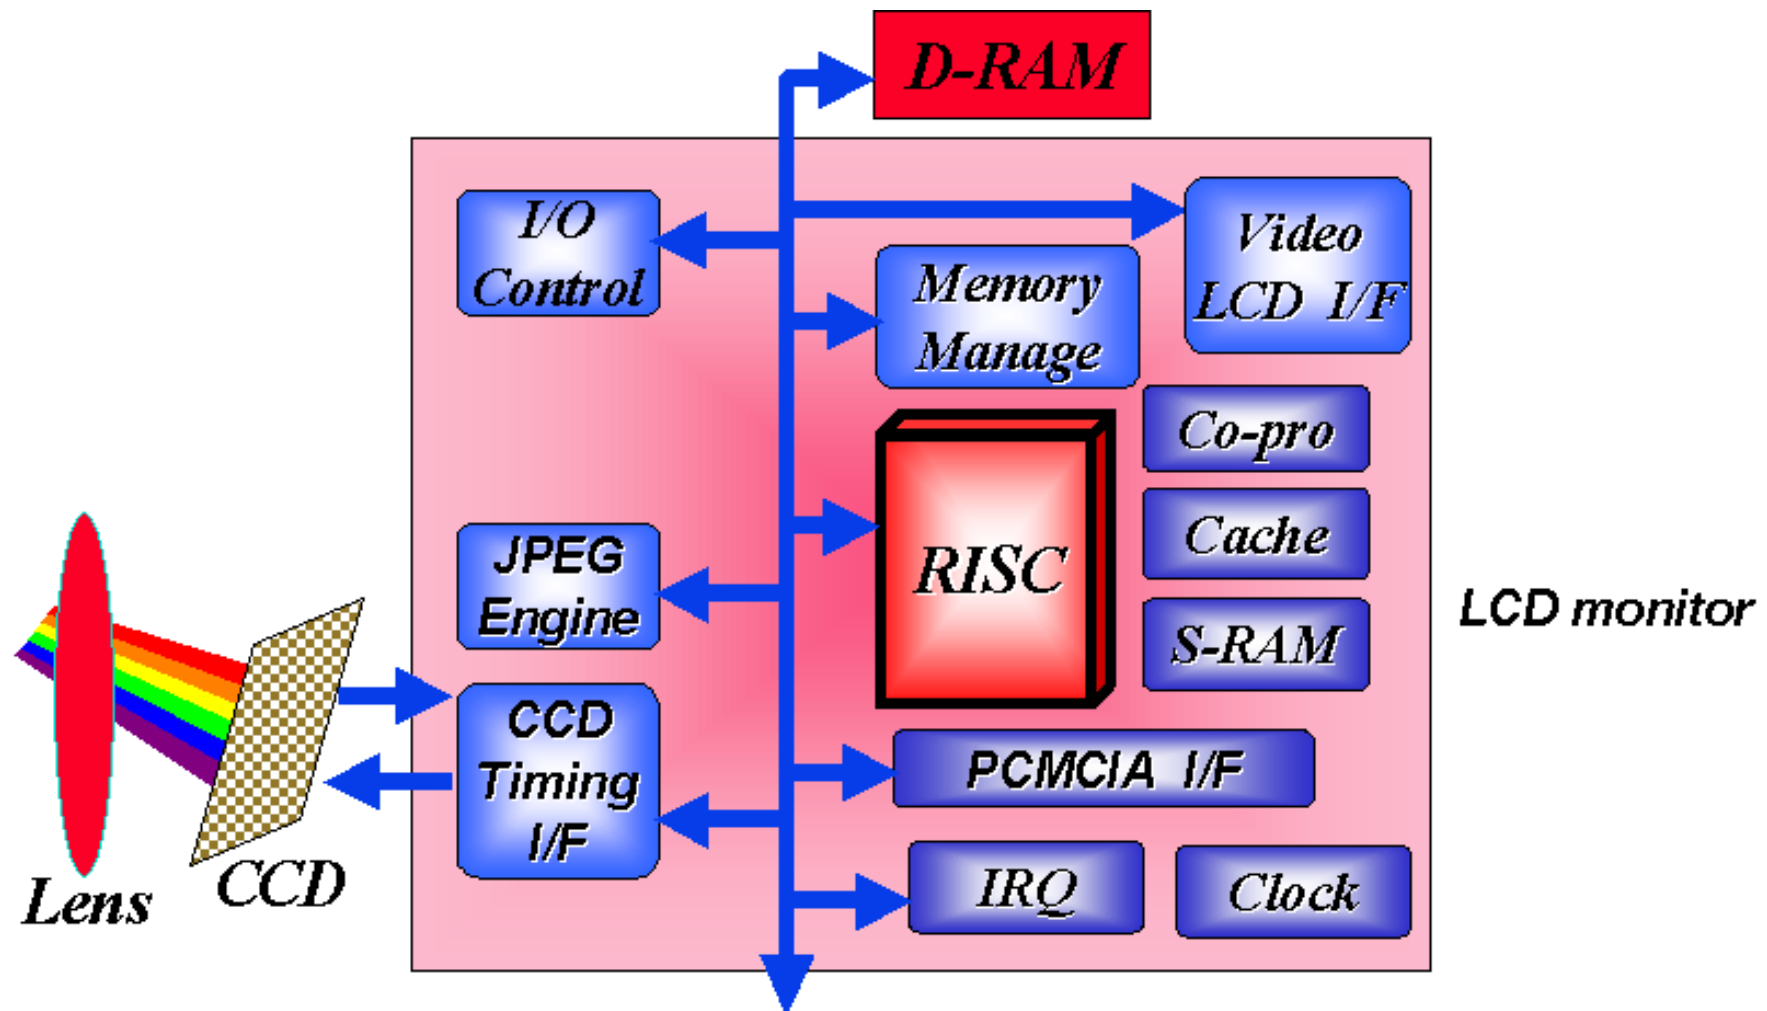 D-RAM
I/O
Control
Video
LCD I/F
Memory
Manage
Co-pro
Cache
S-RAM
RISC
JPEG
Engine
LCD monitor
CCD
Timing
I/F
PCMCIA I/F
IRQ
Clock
Lens
CCD